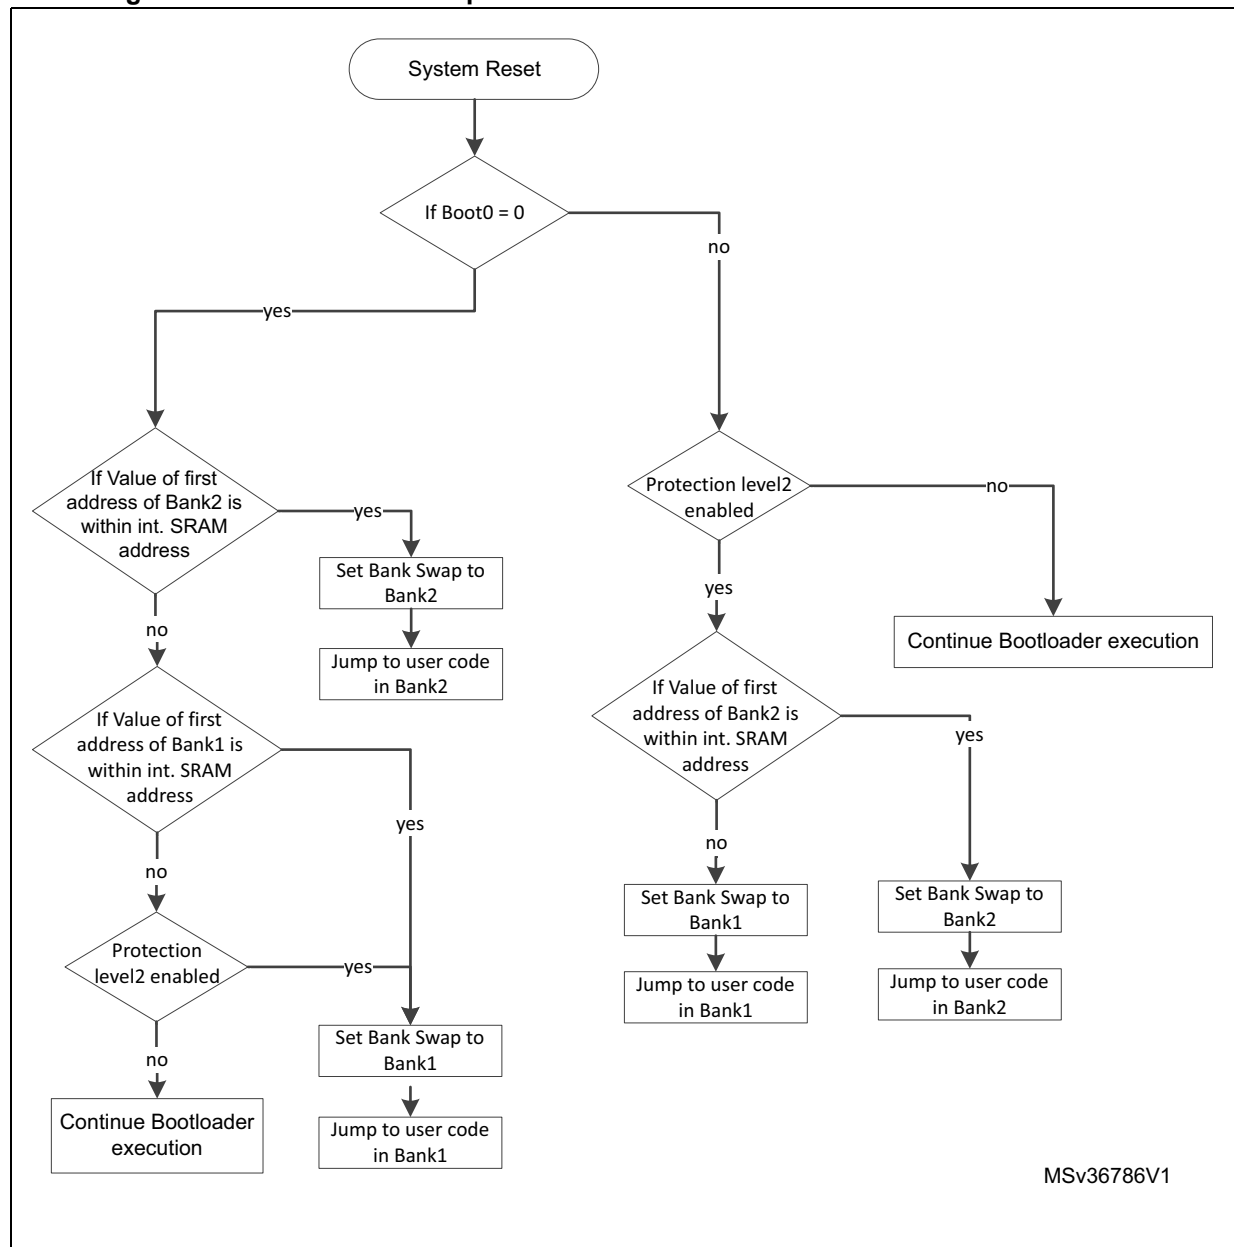 System Reset
If Boot0 = 0
no
yes
If Value of first
address of Bank2 is
within int. SRAM
address
yes
Set Bank Swap to
Bank2
Jump to user code
in Bank2
no
If Value of first
address of Bank1 is
within int. SRAM
address
yes
no
Protection
level2 enabled
yes
Set Bank Swap to
Bank1
Jump to user code
in Bank1
no
Continue Bootloader
execution
Protection level2
enabled
no
Continue Bootloader execution
yes
If Value of first
address of Bank2 is
within int. SRAM
address
yes
no
Set Bank Swap to
Bank1
Jump to user code
in Bank1
Set Bank Swap to
Bank2
Jump to user code
in Bank2
MSv36786V1